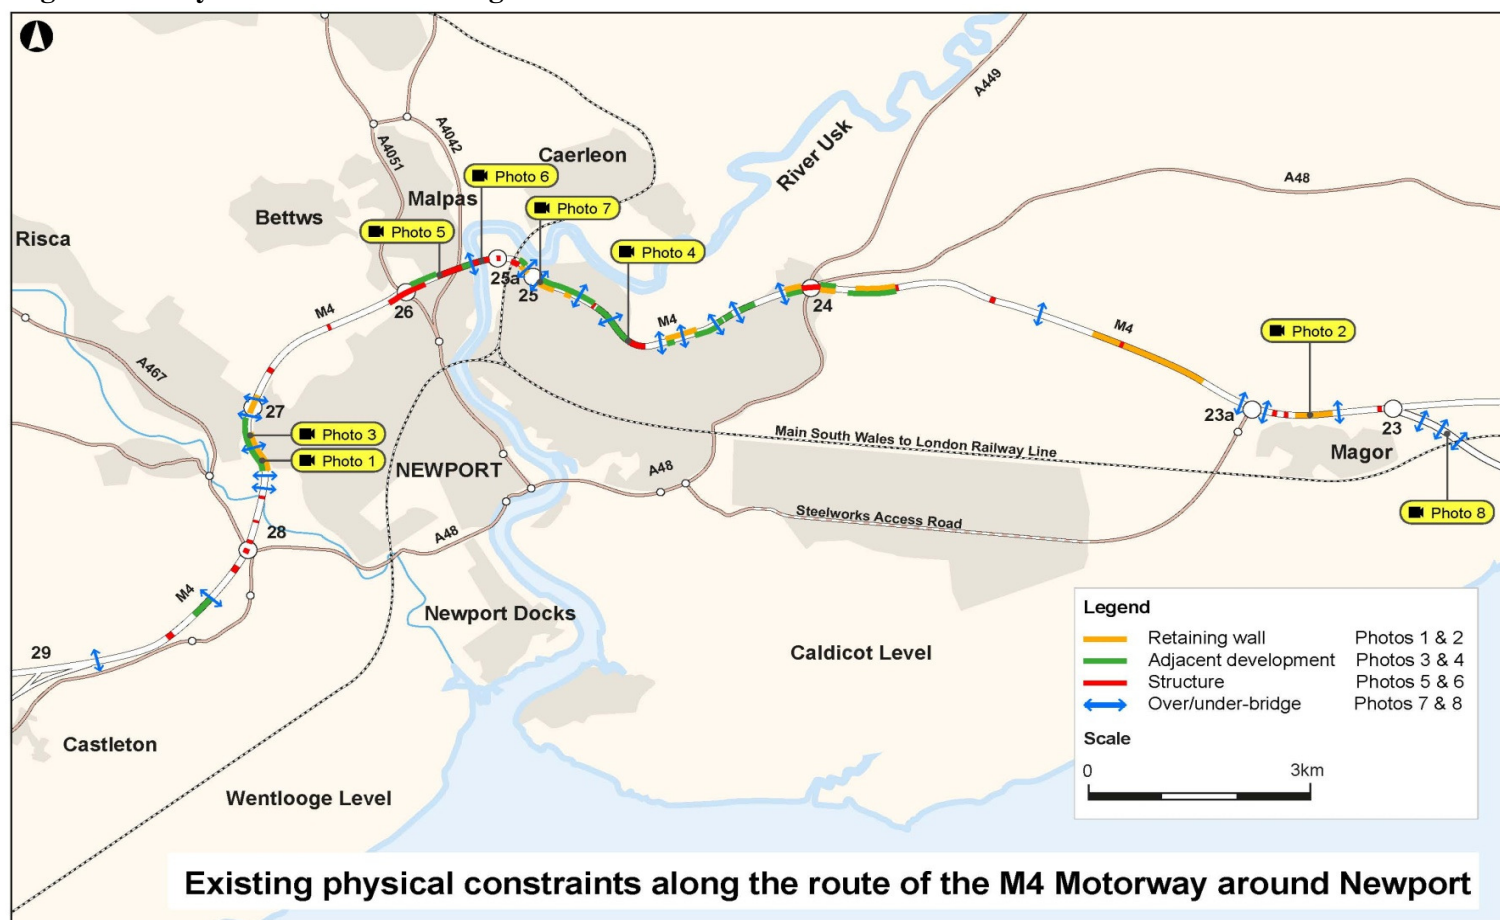 A449
A4042
A4051
Caerleon
River Usk
Photo 6
A48
Malpas
Photo 7
Bettws
Photo 5
Risca
Photo 4
25a
25
24
26
M4
M4
M4
Photo 2
A467
27
23a
23
Photo 3
Main South Wales to London Railway Line
Magor
Photo 1
NEWPORT
A48
Photo 8
Steelworks Access Road
28
A48
M4
Newport Docks
Legend
Retaining wall Photos 1 & 2
Adjacent development Photos 3 & 4
Structure Photos 5 & 6
Over/under-bridge Photos 7 & 8
29
Caldicot Level
Castleton
Scale
0 3km
Wentlooge Level
Existing physical constraints along the route of the M4 Motorway around Newport